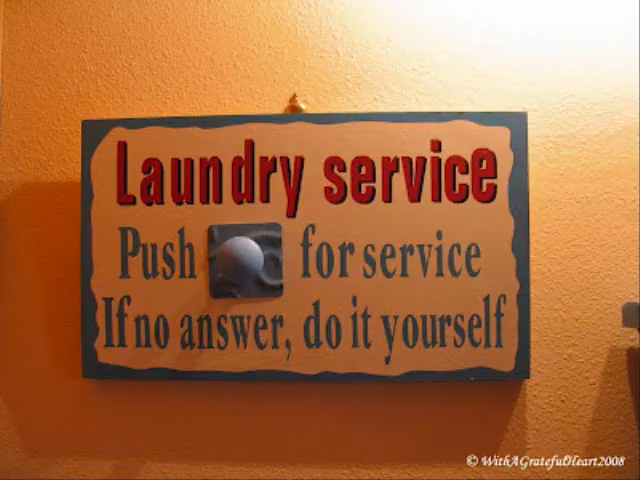 Laundry service
Push for service
If no answer, do it yourself
© WithAGratefulHeart2008